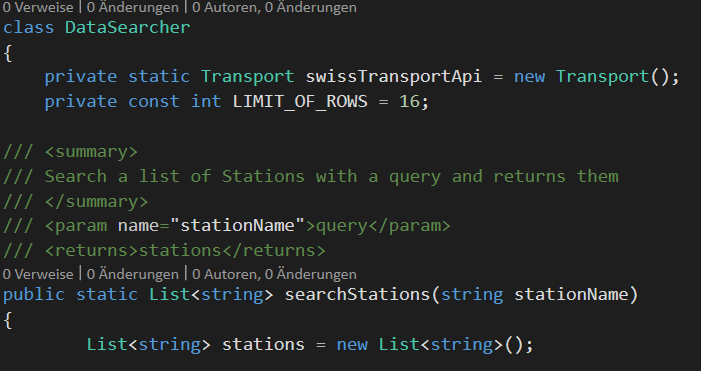 0 Verweise | 0 Änderungen | 0 Autoren, 0 Änderungen
class DataSearcher
{
    private static Transport swissTransportApi = new Transport();
    private const int LIMIT_OF_ROWS = 16;
/// <summary>
/// Search a list of Stations with a query and returns them
/// </summary>
/// <param name="stationName">query</param>
/// <returns>stations</returns>
0 Verweise | 0 Änderungen | 0 Autoren, 0 Änderungen
public static List<string> searchStations(string stationName)
{
        List<string> stations = new List<string>();